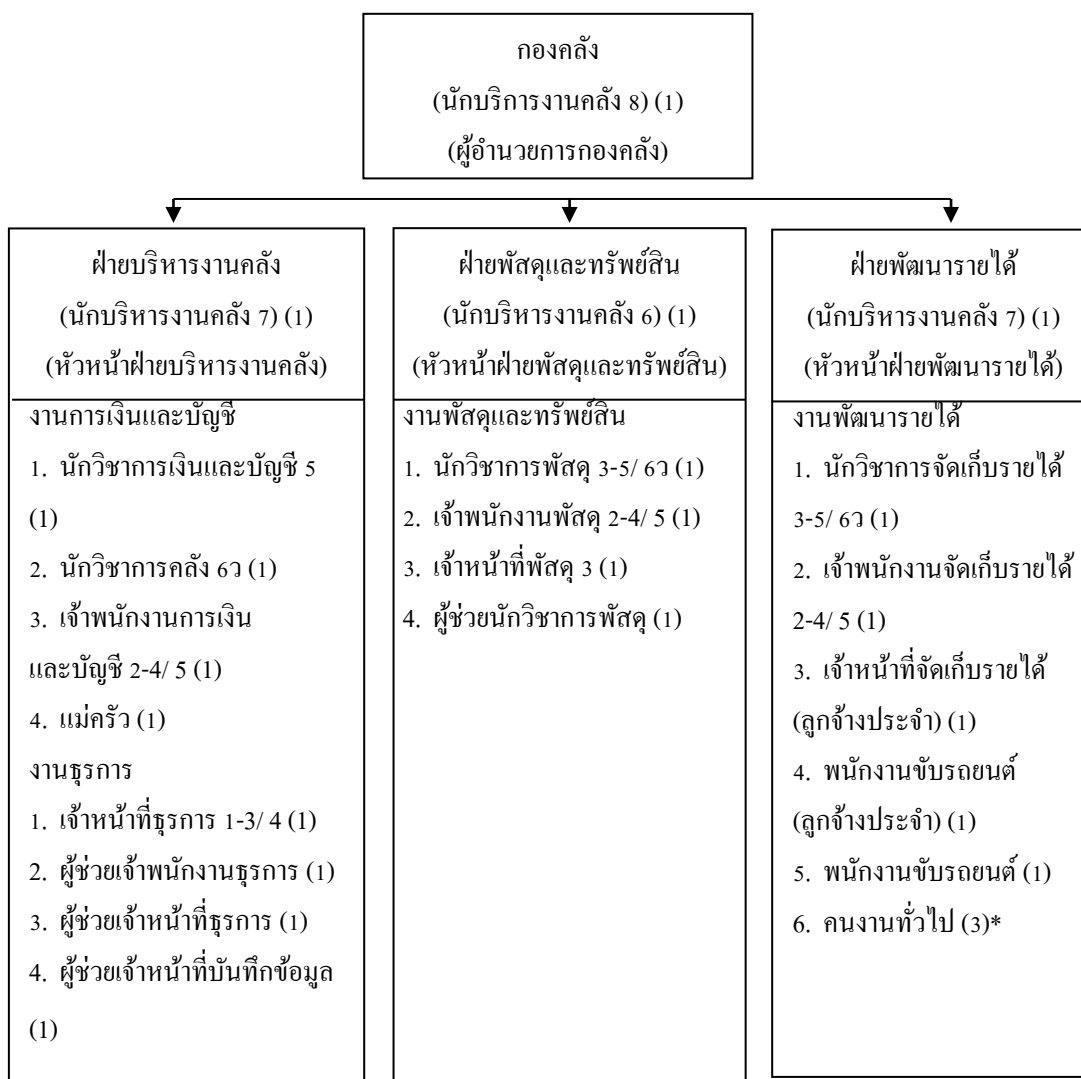 กองคลัง
(นักบริการงานคลัง 8) (1)
(ผู้อำนวยการกองคลัง)
ฝ่ายบริหารงานคลัง
(นักบริหารงานคลัง 7) (1)
(หัวหน้าฝ่ายบริหารงานคลัง)
งานการเงินและบัญชี
1. นักวิชาการเงินและบัญชี 5
(1)
2. นักวิชาการคลัง 6ว (1)
3. เจ้าพนักงานการเงิน
และบัญชี 2-4/ 5 (1)
4. แม่ครัว (1)
งานธุรการ
1. เจ้าหน้าที่ธุรการ 1-3/ 4 (1)
2. ผู้ช่วยเจ้าพนักงานธุรการ (1)
3. ผู้ช่วยเจ้าหน้าที่ธุรการ (1)
4. ผู้ช่วยเจ้าหน้าที่บันทึกข้อมูล
(1)
ฝ่ายพัสดุและทรัพย์สิน
(นักบริหารงานคลัง 6) (1)
(หัวหน้าฝ่ายพัสดุและทรัพย์สิน)
งานพัสดุและทรัพย์สิน
1. นักวิชาการพัสดุ 3-5/ 6ว (1)
2. เจ้าพนักงานพัสดุ 2-4/ 5 (1)
3. เจ้าหน้าที่พัสดุ 3 (1)
4. ผู้ช่วยนักวิชาการพัสดุ (1)
ฝ่ายพัฒนารายได้
(นักบริหารงานคลัง 7) (1)
(หัวหน้าฝ่ายพัฒนารายได้)
งานพัฒนารายได้
1. นักวิชาการจัดเก็บรายได้
3-5/ 6ว (1)
2. เจ้าพนักงานจัดเก็บรายได้
2-4/ 5 (1)
3. เจ้าหน้าที่จัดเก็บรายได้
(ลูกจ้างประจำ) (1)
4. พนักงานขับรถยนต์
(ลูกจ้างประจำ) (1)
5. พนักงานขับรถยนต์ (1)
6. คนงานทั่วไป (3)*